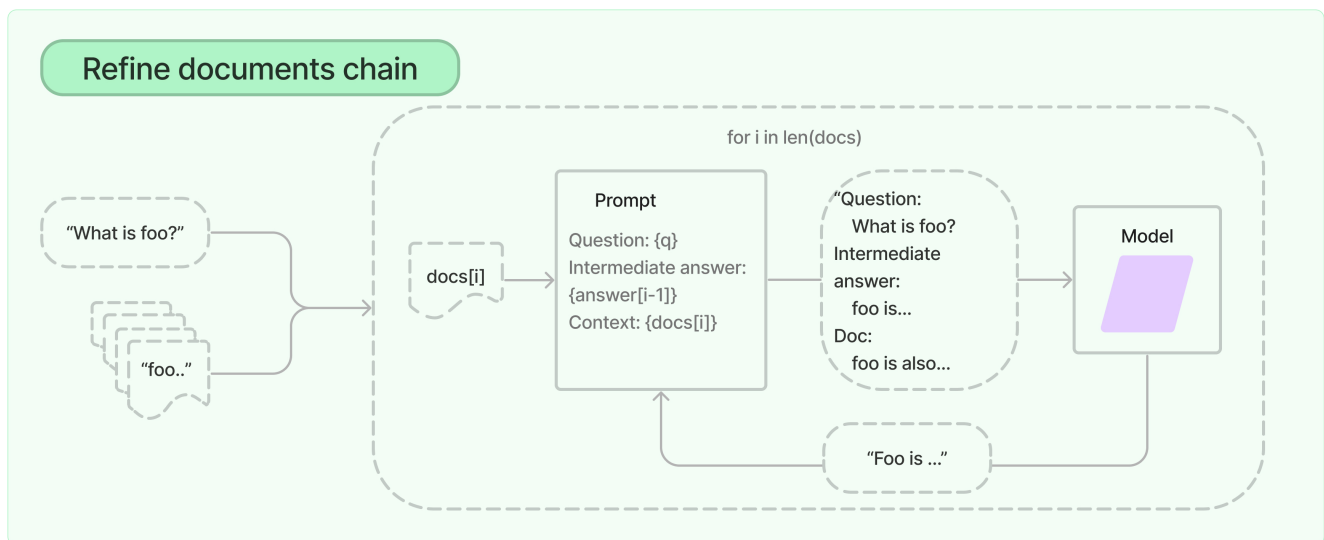 Refine documents chain
for i in len(docs)
“What is foo?”
“foo..”
docs[i]
Prompt
Question: {q}
Intermediate answer:
{answer[i-1]}
Context: {docs[i]}
“Question:
What is foo?
Intermediate
answer:
foo is...
Doc:
foo is also...
Model
“Foo is ...”